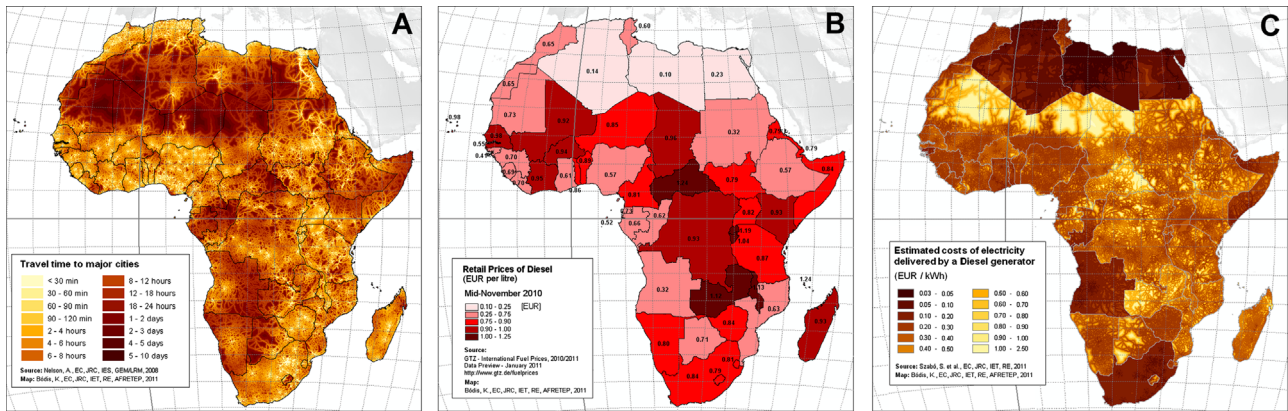 A
Travel time to major cities
< 30 min
30 - 60 min
60 - 90 min
90 - 120 min
2 - 4 hours
4 - 6 hours
6 - 8 hours
8 - 12 hours
12 - 18 hours
18 - 24 hours
1 - 2 days
2 - 3 days
4 - 5 days
5 - 10 days
Source: Nelson, A., EC, JRC, IES, GEM/LRM, 2008
Map: Bódis, K., EC, JRC, IET, RE, AFRETEP, 2011
B
0.60
0.65
0.14
0.10
0.23
0.65
0.73
0.85
0.32
0.98
0.55
0.70
0.79
0.57
0.61
0.57
0.79
0.86
0.81
0.52
0.66
0.62
0.93
0.97
1.24
0.32
0.63
0.71
0.79
Retail Prices of Diesel
(EUR per litre)
Mid-November 2010
[EUR]
0.10 - 0.25
0.25 - 0.75
0.75 - 0.90
0.90 - 1.00
1.00 - 1.25
Source:
GTZ - International Fuel Prices, 2010/2011
Data Preview - January 2011
http://www.gtz.de/fuelprices
Map:
Bódis, K., EC, JRC, IET, RE, AFRETEP, 2011
C
Estimated costs of electricity
delivered by a Diesel generator
(EUR / kWh)
0.03 - 0.05
0.05 - 0.10
0.10 - 0.20
0.20 - 0.30
0.30 - 0.40
0.40 - 0.50
0.50 - 0.60
0.60 - 0.70
0.70 - 0.80
0.80 - 0.90
0.90 - 1.00
1.00 - 2.50
Source: Szabó, S. et al., EC, JRC, IET, RE, 2011
Map: Bódis, K., EC, JRC, IET, RE, AFRETEP, 2011